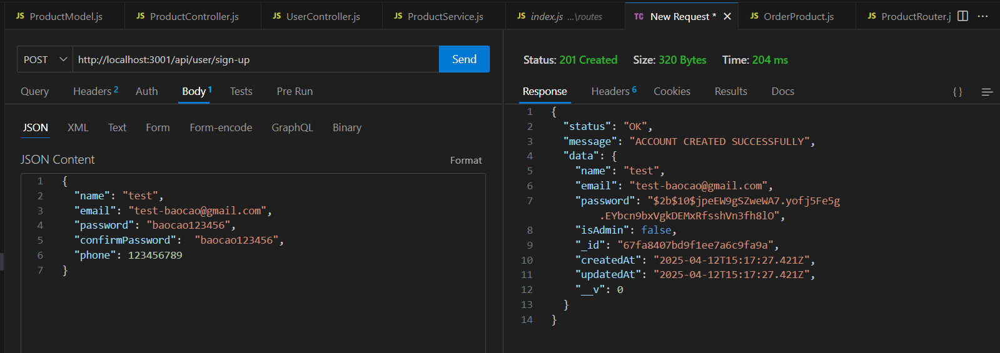 JS ProductModel.js JS ProductController.js JS UserController.js JS ProductService.js JS index.js ...\routes TC New Request * JS OrderProduct.js JS ProductRouter.j
POST http://localhost:3001/api/user/sign-up Send
Query Headers 2 Auth Body 1 Tests Pre Run
JSON XML Text Form Form-encode GraphQL Binary
JSON Content Format
1 {
2 "name": "test",
3 "email": "test-baocao@gmail.com",
4 "password": "baocao123456",
5 "confirmPassword": "baocao123456",
6 "phone": 123456789
7 }
Status: 201 Created Size: 320 Bytes Time: 204 ms
Response Headers 6 Cookies Results Docs {}
1 {
2 "status": "OK",
3 "message": "ACCOUNT CREATED SUCCESSFULLY",
4 "data": {
5 "name": "test",
6 "email": "test-baocao@gmail.com",
7 "password": "$2b$10$jpeEW9gSZweWA7.yofj5Fe5g
.EYbcn9bxVgkDEMxRfsshVn3fh8lO",
8 "isAdmin": false,
9 "_id": "67fa8407bd9f1ee7a6c9fa9a",
10 "createdAt": "2025-04-12T15:17:27.421Z",
11 "updatedAt": "2025-04-12T15:17:27.421Z",
12 "__v": 0
13 }
14 }